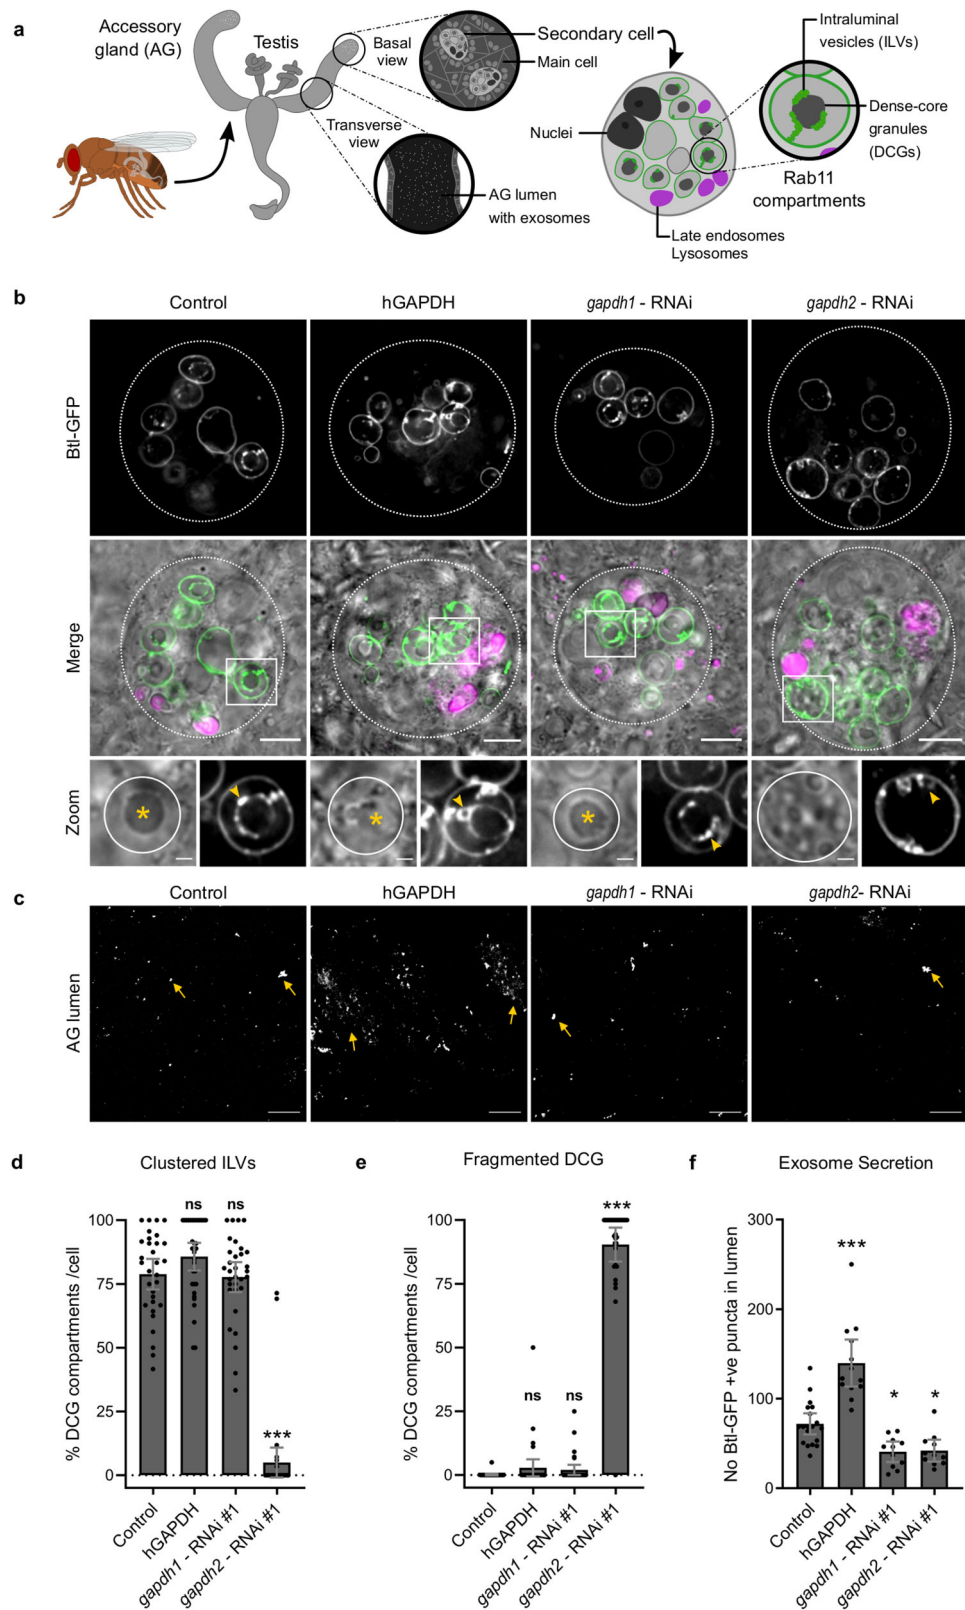 a
Accessory
gland (AG)
Testis
Basal
view
Secondary cell
Main cell
Transverse
view
AG lumen
with exosomes
Nuclei
Late endosomes
Lysosomes
Intraluminal
vesicles (ILVs)
Dense-core
granules
(DCGs)
Rab11
compartments
b
Control
hGAPDH
gapdh1 - RNAi
gapdh2 - RNAi
Btl-GFP
Merge
Zoom
*
*
*
c
Control
hGAPDH
gapdh1 - RNAi
gapdh2- RNAi
AG lumen
d
Clustered ILVs
% DCG compartments /cell
100
75
50
25
0
ns
ns
***
Control
hGAPDH
gapdh1 - RNAi #1
gapdh2 - RNAi #1
e
Fragmented DCG
% DCG compartments /cell
100
75
50
25
0
ns
ns
***
Control
hGAPDH
gapdh1 - RNAi #1
gapdh2 - RNAi #1
f
Exosome Secretion
No Btl-GFP +ve puncta in lumen
300
200
100
0
***
*
*
Control
hGAPDH
gapdh1 - RNAi #1
gapdh2 - RNAi #1